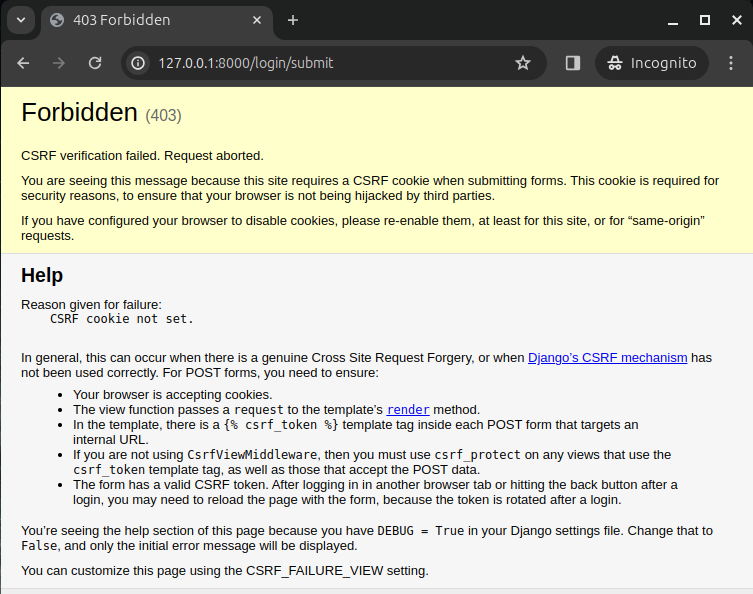 403 Forbidden
127.0.0.1:8000/login/submit
Incognito
Forbidden (403)
CSRF verification failed. Request aborted.
You are seeing this message because this site requires a CSRF cookie when submitting forms. This cookie is required for
security reasons, to ensure that your browser is not being hijacked by third parties.
If you have configured your browser to disable cookies, please re-enable them, at least for this site, or for “same-origin”
requests.
Help
Reason given for failure:
CSRF cookie not set.
In general, this can occur when there is a genuine Cross Site Request Forgery, or when Django’s CSRF mechanism has
not been used correctly. For POST forms, you need to ensure:
• Your browser is accepting cookies.
• The view function passes a request to the template’s render method.
• In the template, there is a {% csrf_token %} template tag inside each POST form that targets an
internal URL.
• If you are not using CsrfViewMiddleware, then you must use csrf_protect on any views that use the
csrf_token template tag, as well as those that accept the POST data.
• The form has a valid CSRF token. After logging in in another browser tab or hitting the back button after a
login, you may need to reload the page with the form, because the token is rotated after a login.
You’re seeing the help section of this page because you have DEBUG = True in your Django settings file. Change that to
False, and only the initial error message will be displayed.
You can customize this page using the CSRF_FAILURE_VIEW setting.